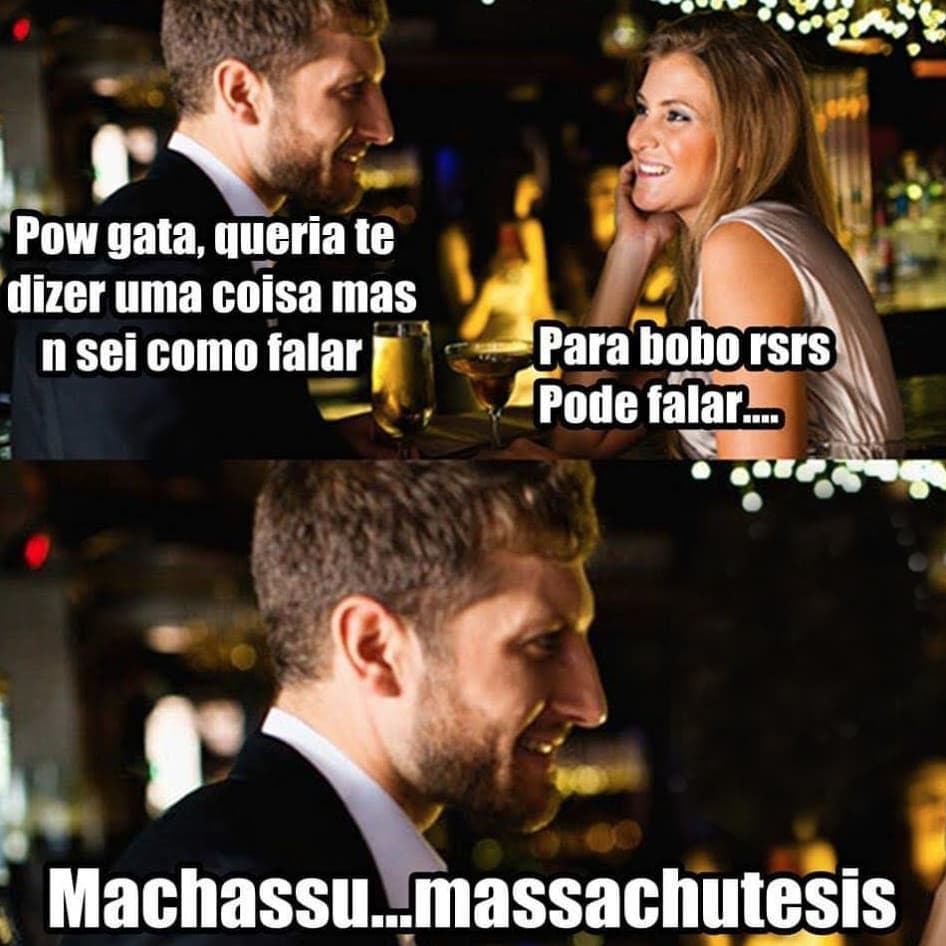 Pow gata, queria te
dizer uma coisa mas
n sei como falar
Para bobo rsrs
Pode falar....
Machassu...massachutesis